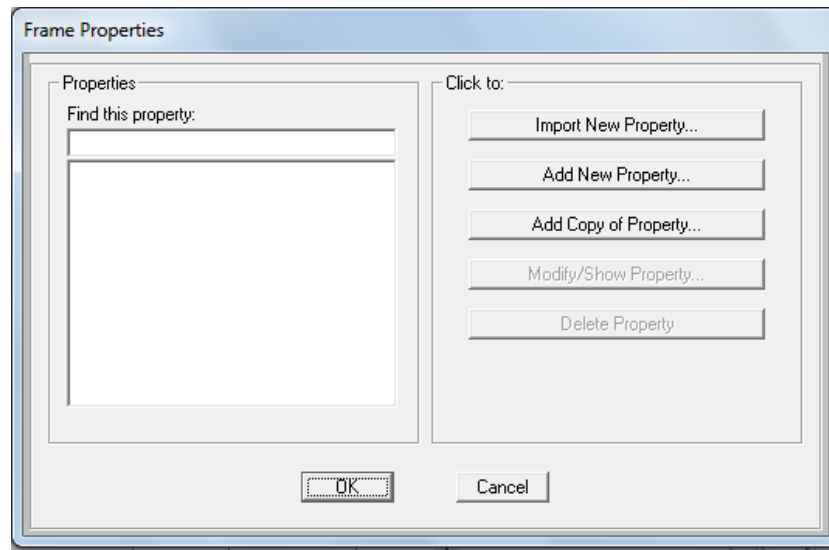 Frame Properties
Properties
Find this property:
Click to:
Import New Property...
Add New Property...
Add Copy of Property...
Modify/Show Property...
Delete Property
OK
Cancel